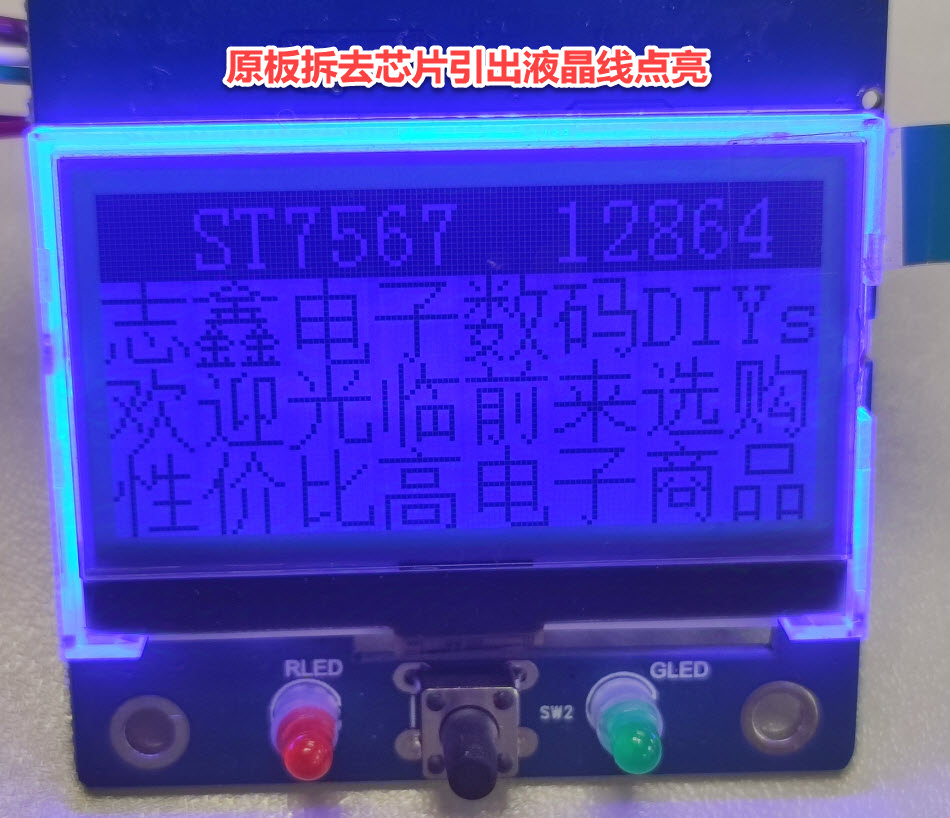 原板拆去芯片引出液晶线点亮
ST7567 12864
志鑫电子数码DIYs
欢迎光临前来选购
性价比高电子商品
RLED
GLED
SW2